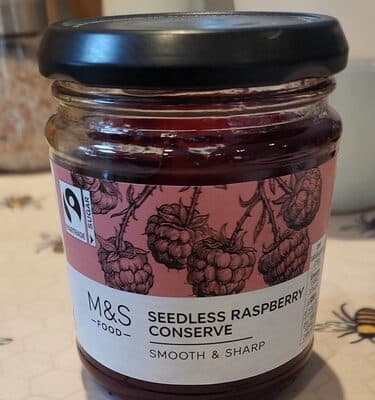 FAIRTRADE
SUGAR
M&S
FOOD
SEEDLESS RASPBERRY
CONSERVE
SMOOTH & SHARP